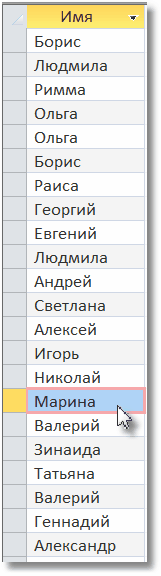 Имя
Борис
Людмила
Римма
Ольга
Ольга
Борис
Раиса
Георгий
Евгений
Людмила
Андрей
Светлана
Алексей
Игорь
Николай
Марина
Валерий
Зинаида
Татьяна
Валерий
Геннадий
Александр